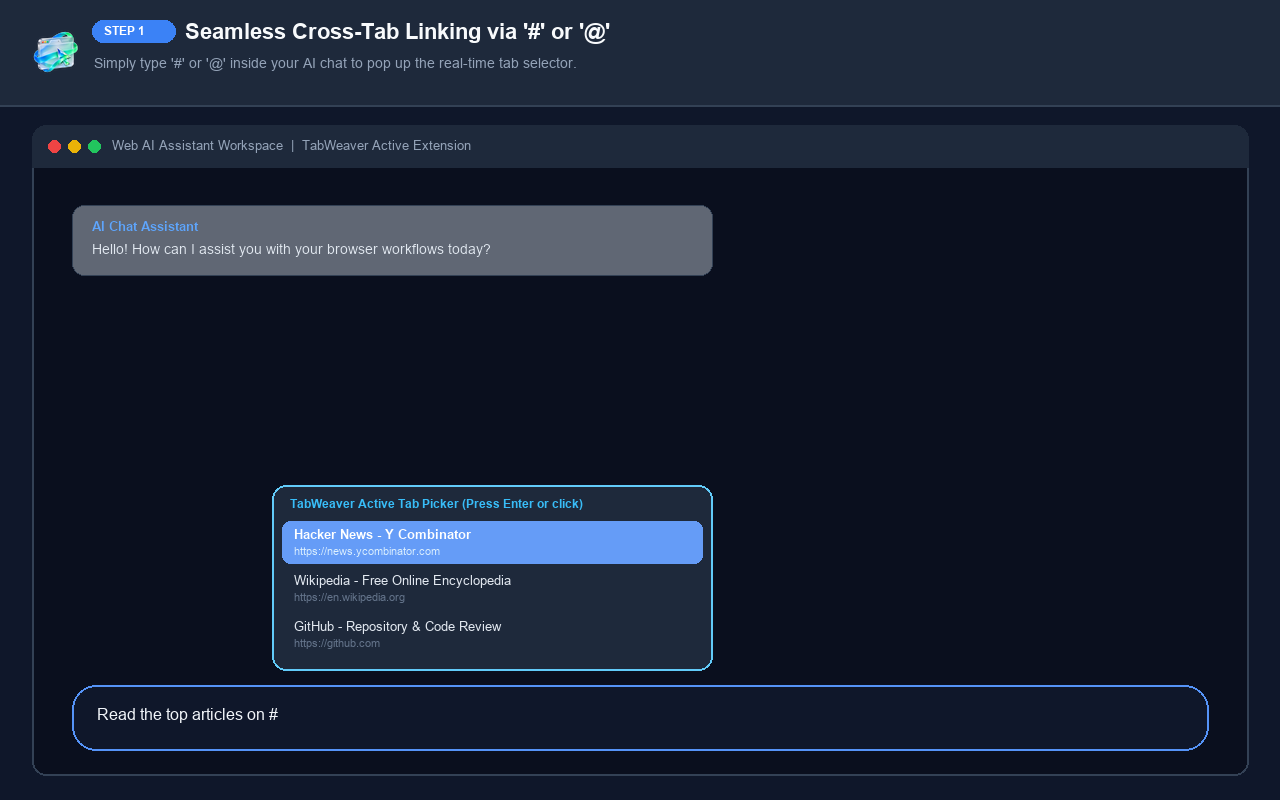 STEP 1
Seamless Cross-Tab Linking via '#' or '@'
Simply type '#' or '@' inside your AI chat to pop up the real-time tab selector.
Web AI Assistant Workspace | TabWeaver Active Extension
AI Chat Assistant
Hello! How can I assist you with your browser workflows today?
TabWeaver Active Tab Picker (Press Enter or click)
Hacker News - Y Combinator
https://news.ycombinator.com
Wikipedia - Free Online Encyclopedia
https://en.wikipedia.org
GitHub - Repository & Code Review
https://github.com
Read the top articles on #